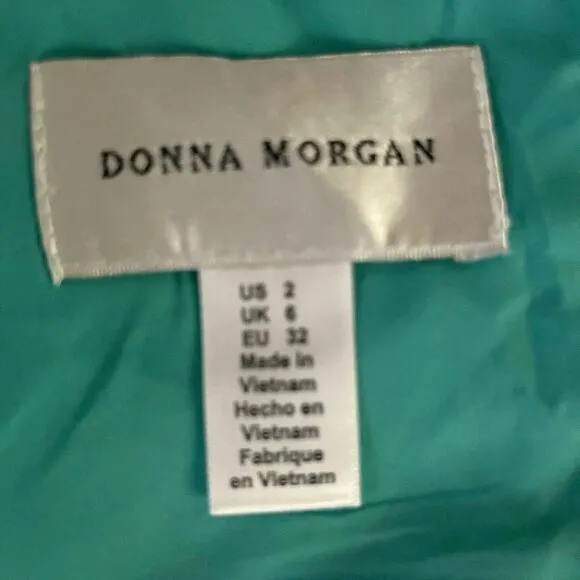 DONNA MORGAN
US 2
UK 6
EU 32
Made in
Vietnam
Hecho en
Vietnam
Fabrique
en Vietnam